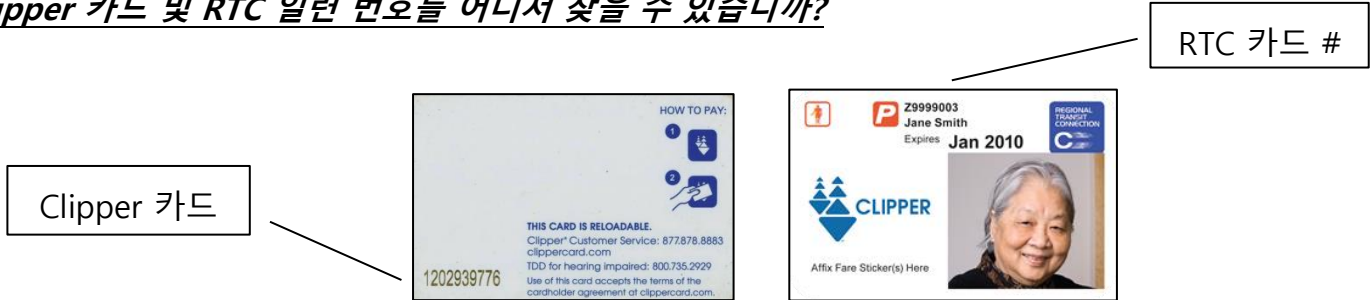 Clipper 카드 및 RTC 일련 번호를 어디서 찾을 수 있습니까?
RTC 카드 #
Clipper 카드
HOW TO PAY:
1
2
THIS CARD IS RELOADABLE.
Clipper® Customer Service: 877.878.8883
clippercard.com
TDD for hearing impaired: 800.735.2929
Use of this card accepts the terms of the
cardholder agreement at clippercard.com.
1202939776
P
Z9999003
Jane Smith
Expires Jan 2010
REGIONAL
TRANSIT
CONNECTION
C
CLIPPER
Affix Fare Sticker(s) Here